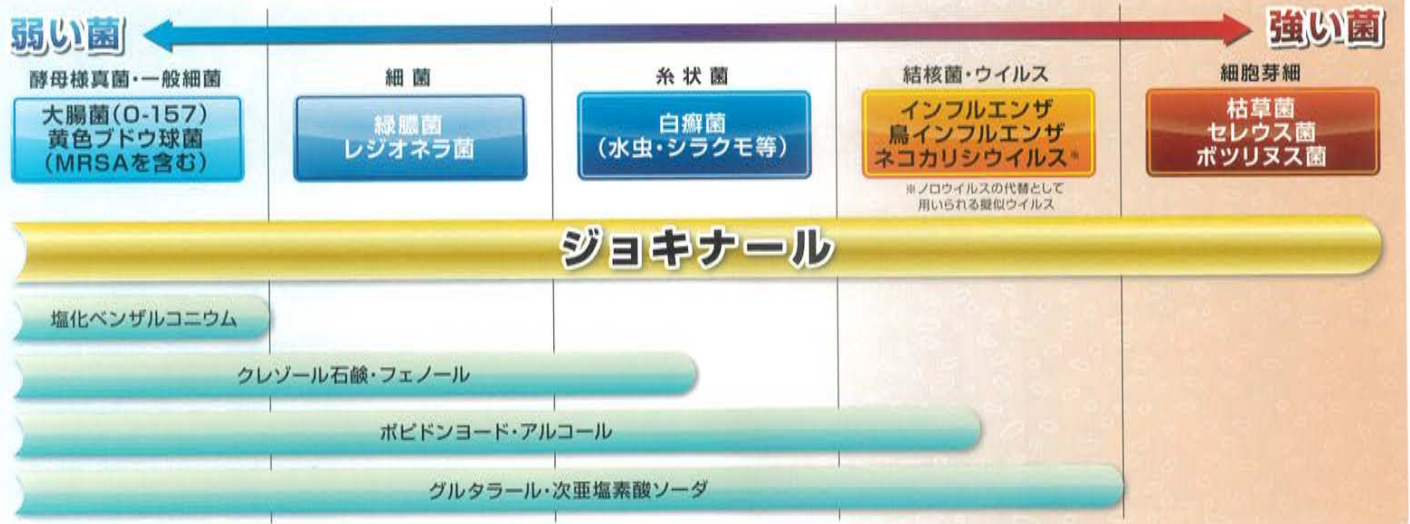 弱い菌
強い菌
酵母様真菌・一般細菌
細菌
糸状菌
結核菌・ウイルス
細胞芽細
大腸菌(O-157)
黄色ブドウ球菌
(MRSAを含む)
緑膿菌
レジオネラ菌
白癬菌
(水虫・シラクモ等)
インフルエンザ
鳥インフルエンザ
ネコカリシウイルス※
枯草菌
セレウス菌
ボツリヌス菌
※ノロウイルスの代替として
用いられる擬似ウイルス
ジョキナール
塩化ベンザルコニウム
クレゾール石鹸・フェノール
ポピドンヨード・アルコール
グルタラール・次亜塩素酸ソーダ